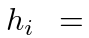 h_i =